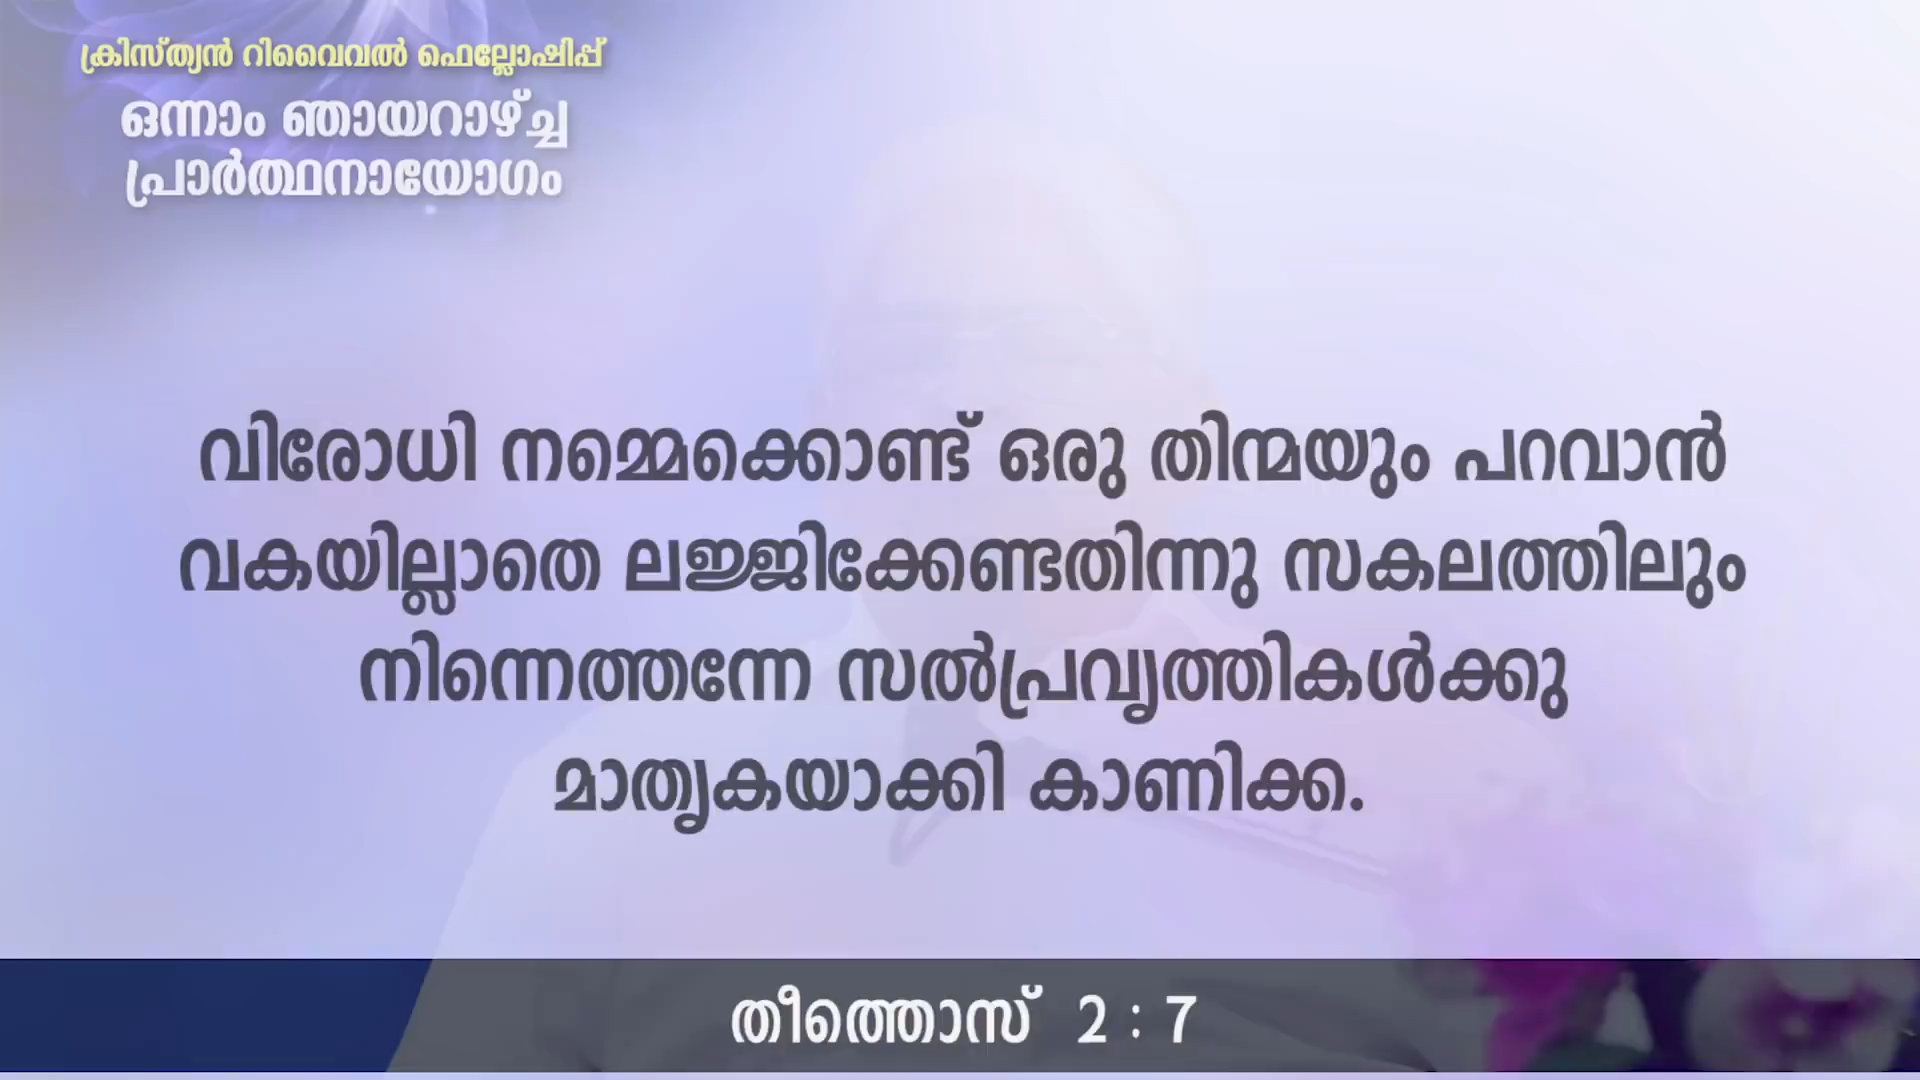 ക്രിസ്ത്യൻ റിവൈവൽ ഫെല്ലോഷിപ്പ്
ഒന്നാം ഞായറാഴ്ച്ച
പ്രാർത്ഥനായോഗം
വിരോധി നമ്മെക്കൊണ്ട് ഒരു തിന്മയും പറവാൻ
വകയില്ലാതെ ലജ്ജിക്കേണ്ടതിന്നു സകലത്തിലും
നിന്നെത്തന്നേ സൽപ്രവൃത്തികൾക്കു
മാതൃകയാക്കി കാണിക്ക.
തീത്തൊസ് 2 : 7